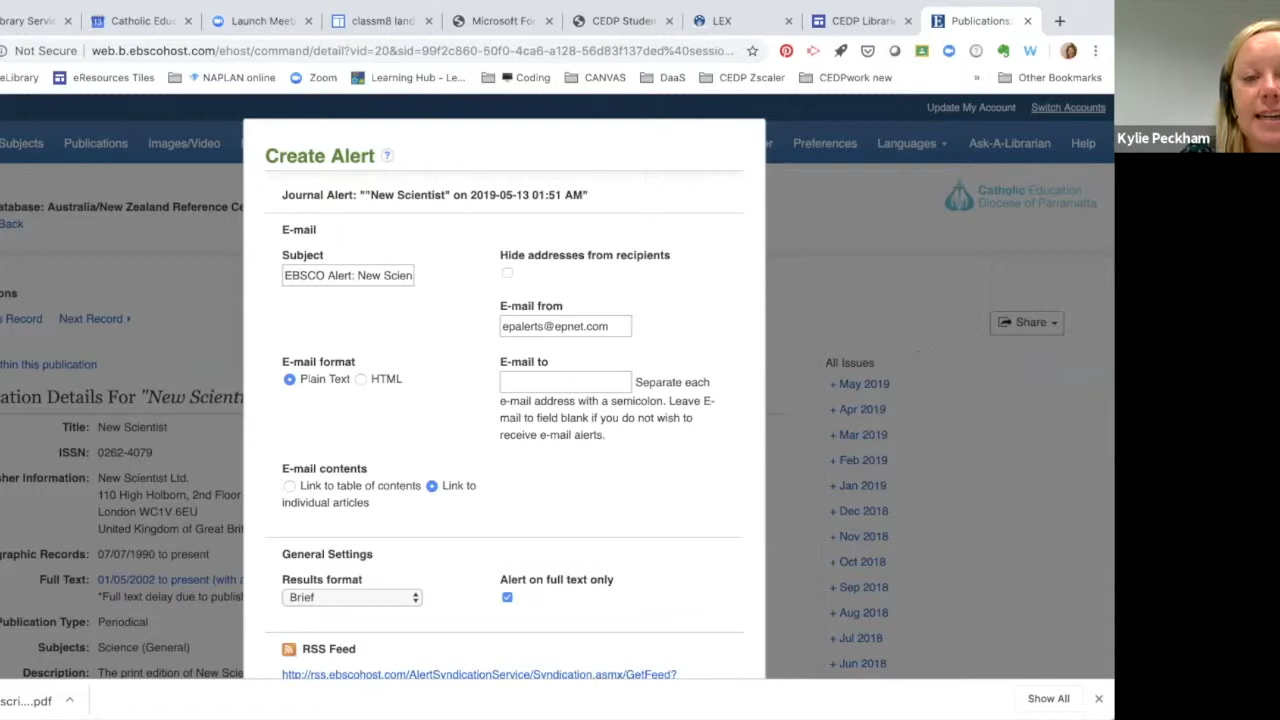 brary Servic
Catholic Educ
Launch Meeti
classm8 land
Microsoft For
CEDP Studen
LEX
CEDP Librari
Publications:
Not Secure
web.b.ebscohost.com/ehost/command/detail?vid=20&sid=99f2c860-50f0-4ca6-a128-56d83f137ded%40sessio...
eLibrary
eResources Tiles
NAPLAN online
Zoom
Learning Hub - Le...
Coding
CANVAS
DaaS
CEDP Zscaler
CEDPwork new
»
Other Bookmarks
Update My Account
Switch Accounts
Subjects
Publications
Images/Video
Preferences
Languages
Ask-A-Librarian
Help
Kylie Peckham
Create Alert ?
Journal Alert: ""New Scientist" on 2019-05-13 01:51 AM"
Catholic Education
Diocese of Parramatta
atabase: Australia/New Zealand Reference Ce
Back
E-mail
Subject
Hide addresses from recipients
EBSCO Alert: New Scien
ons
E-mail from
s Record
Next Record
epalerts@epnet.com
Share
thin this publication
E-mail format
E-mail to
All Issues
Plain Text
HTML
Separate each
e-mail address with a semicolon. Leave E-
mail to field blank if you do not wish to
receive e-mail alerts.
cation Details For "New Scient
+ May 2019
+ Apr 2019
+ Mar 2019
+ Feb 2019
+ Jan 2019
+ Dec 2018
+ Nov 2018
+ Oct 2018
+ Sep 2018
+ Aug 2018
+ Jul 2018
+ Jun 2018
Title: New Scientist
ISSN: 0262-4079
sher Information: New Scientist Ltd.
110 High Holborn, 2nd Floor
London WC1V 6EU
United Kingdom of Great Brit
graphic Records: 07/07/1990 to present
Full Text: 01/05/2002 to present (with a
*Full text delay due to publish
Publication Type: Periodical
Subjects: Science (General)
Description: The print edition of New Scie
E-mail contents
Link to table of contents
Link to
individual articles
General Settings
Results format
Alert on full text only
Brief
RSS Feed
http://rss.ebscohost.com/AlertSyndicationService/Syndication.asmx/GetFeed?
scri....pdf
Show All